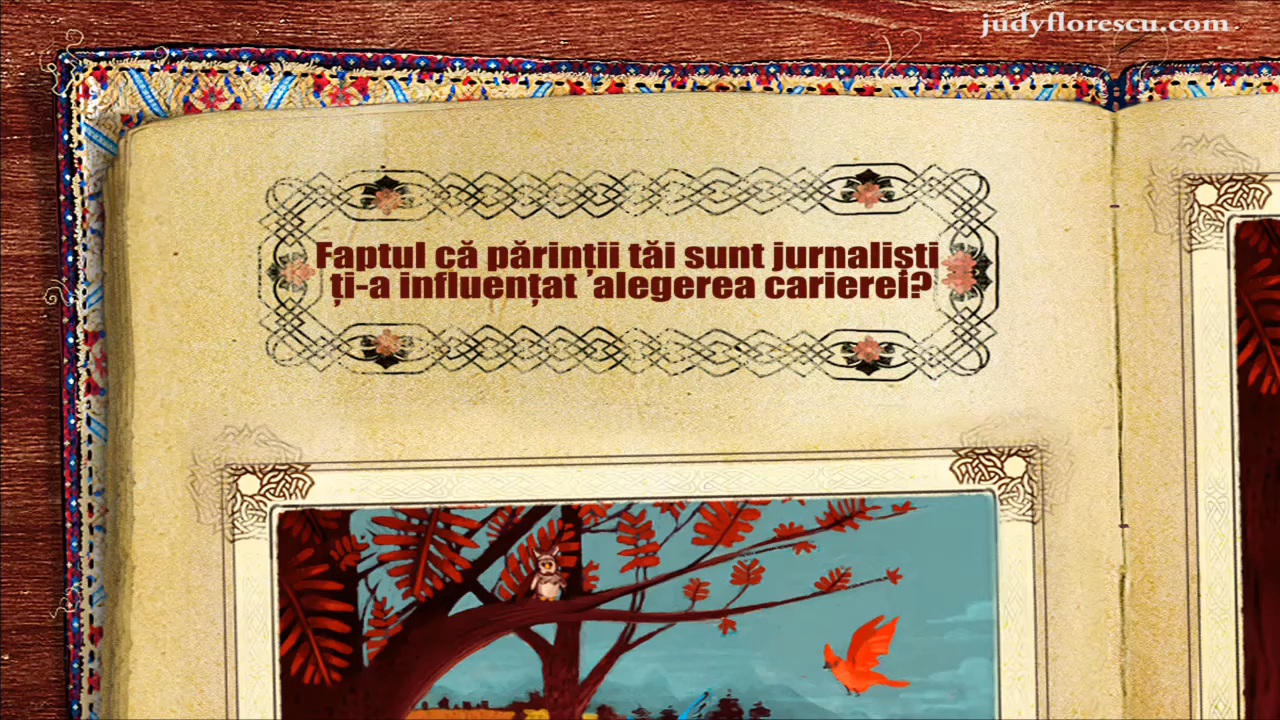 judyflorescu.com
Faptul că părinții tăi sunt jurnaliști
ți-a influențat 'alegerea carierei?